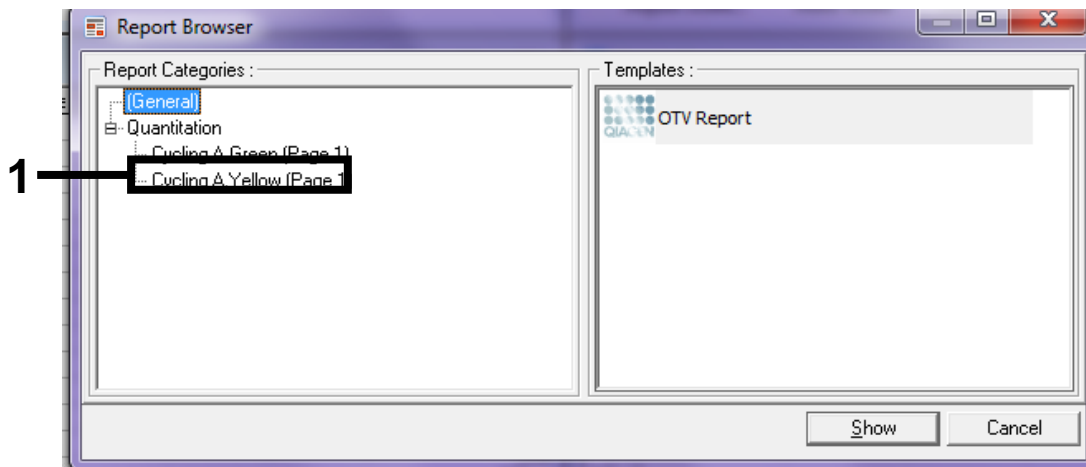 Report Browser
Report Categories :
(General)
Quantitation
Cycling A.Green (Page 1)
Cycling A.Yellow (Page 1
1
Templates :
QIAGEN
OTV Report
Show
Cancel